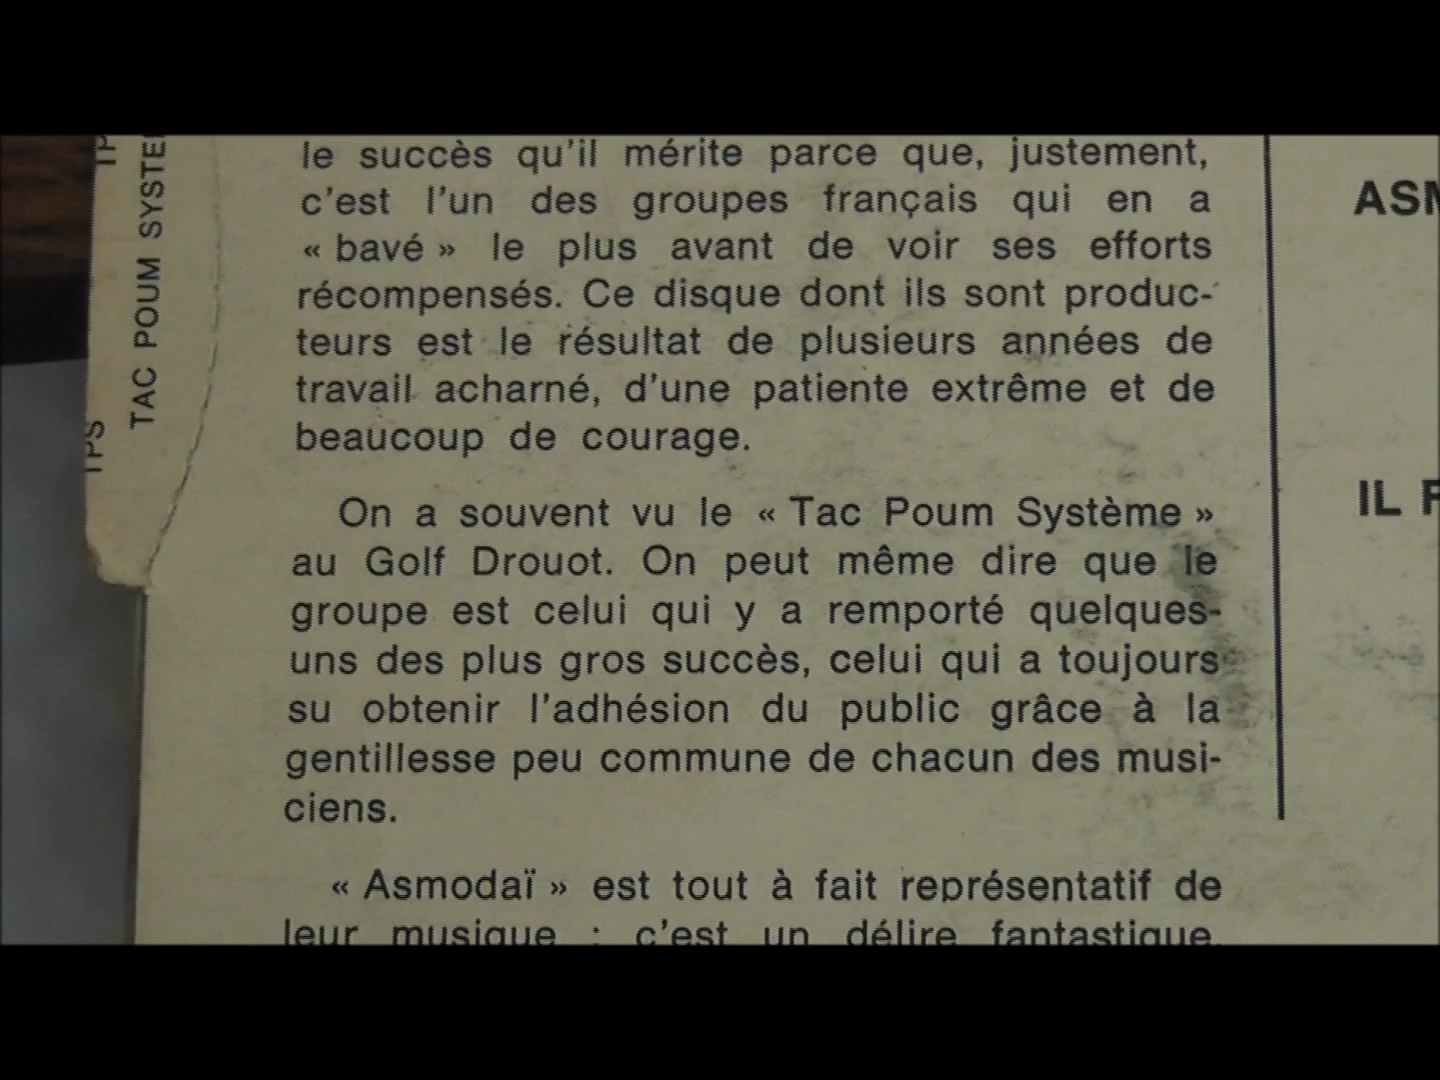 le succès qu'il mérite parce que, justement,
c'est l'un des groupes français qui en a
« bavé » le plus avant de voir ses efforts
récompensés. Ce disque dont ils sont produc-
teurs est le résultat de plusieurs années de
travail acharné, d'une patiente extrême et de
beaucoup de courage.
On a souvent vu le « Tac Poum Système »
au Golf Drouot. On peut même dire que le
groupe est celui qui y a remporté quelques-
uns des plus gros succès, celui qui a toujours
su obtenir l'adhésion du public grâce à la
gentillesse peu commune de chacun des musi-
ciens.
« Asmodaï » est tout à fait représentatif de
leur musique : c'est un délire fantastique,
TAC POUM SYSTE
TPS
TP
ASM
IL F